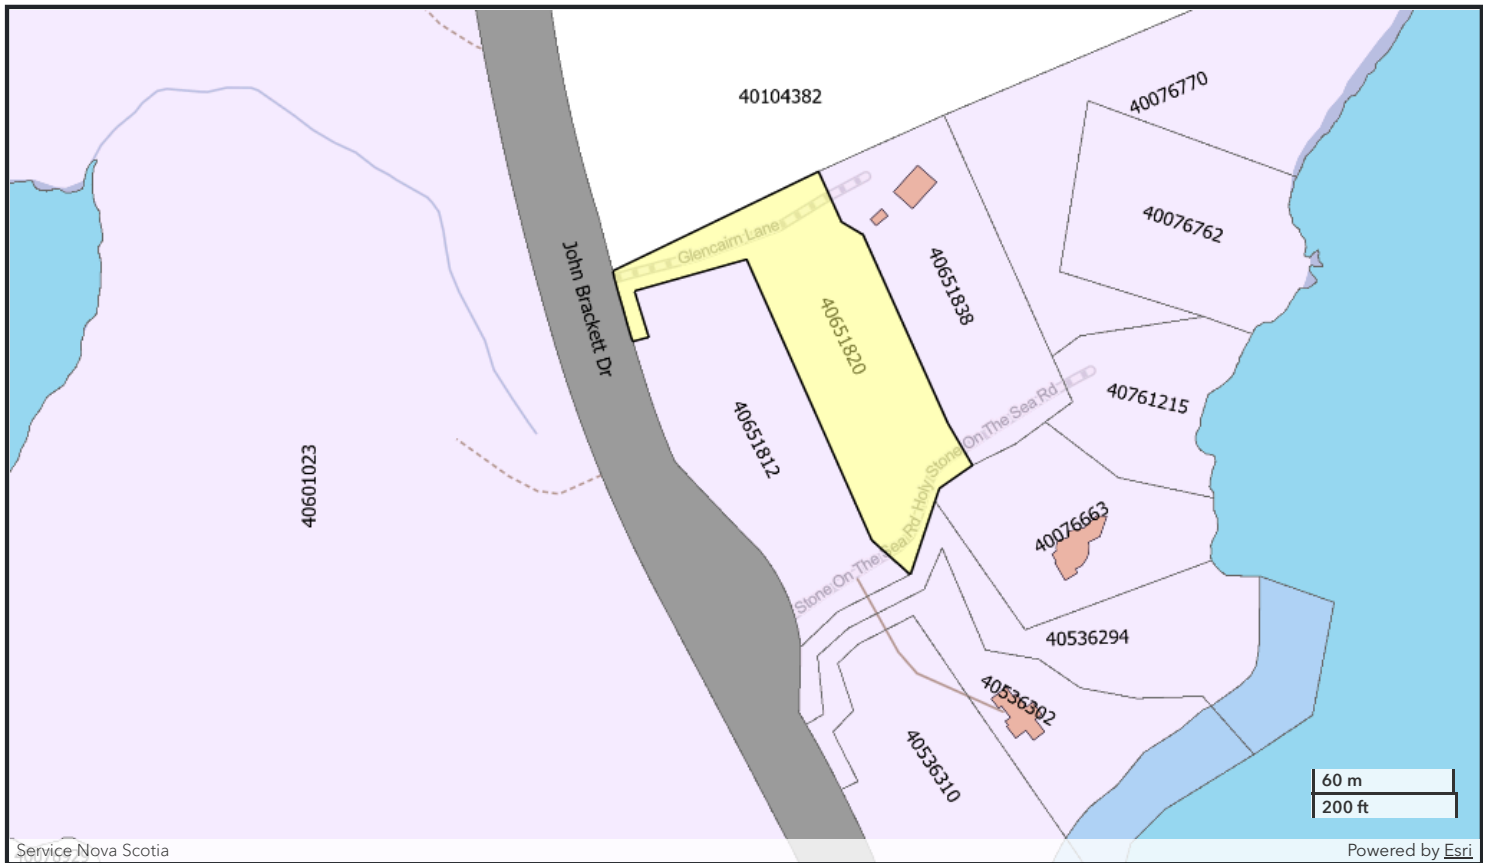 40104382
40076770
40076762
Glencairn Lane
John Brackett Dr
40651838
40651820
40761215
Stone On The Sea Rd
40651812
40601023
Holy Stone On The Sea Rd
40076663
40536294
40536302
40536310
60 m
200 ft
Service Nova Scotia
Powered by Esri